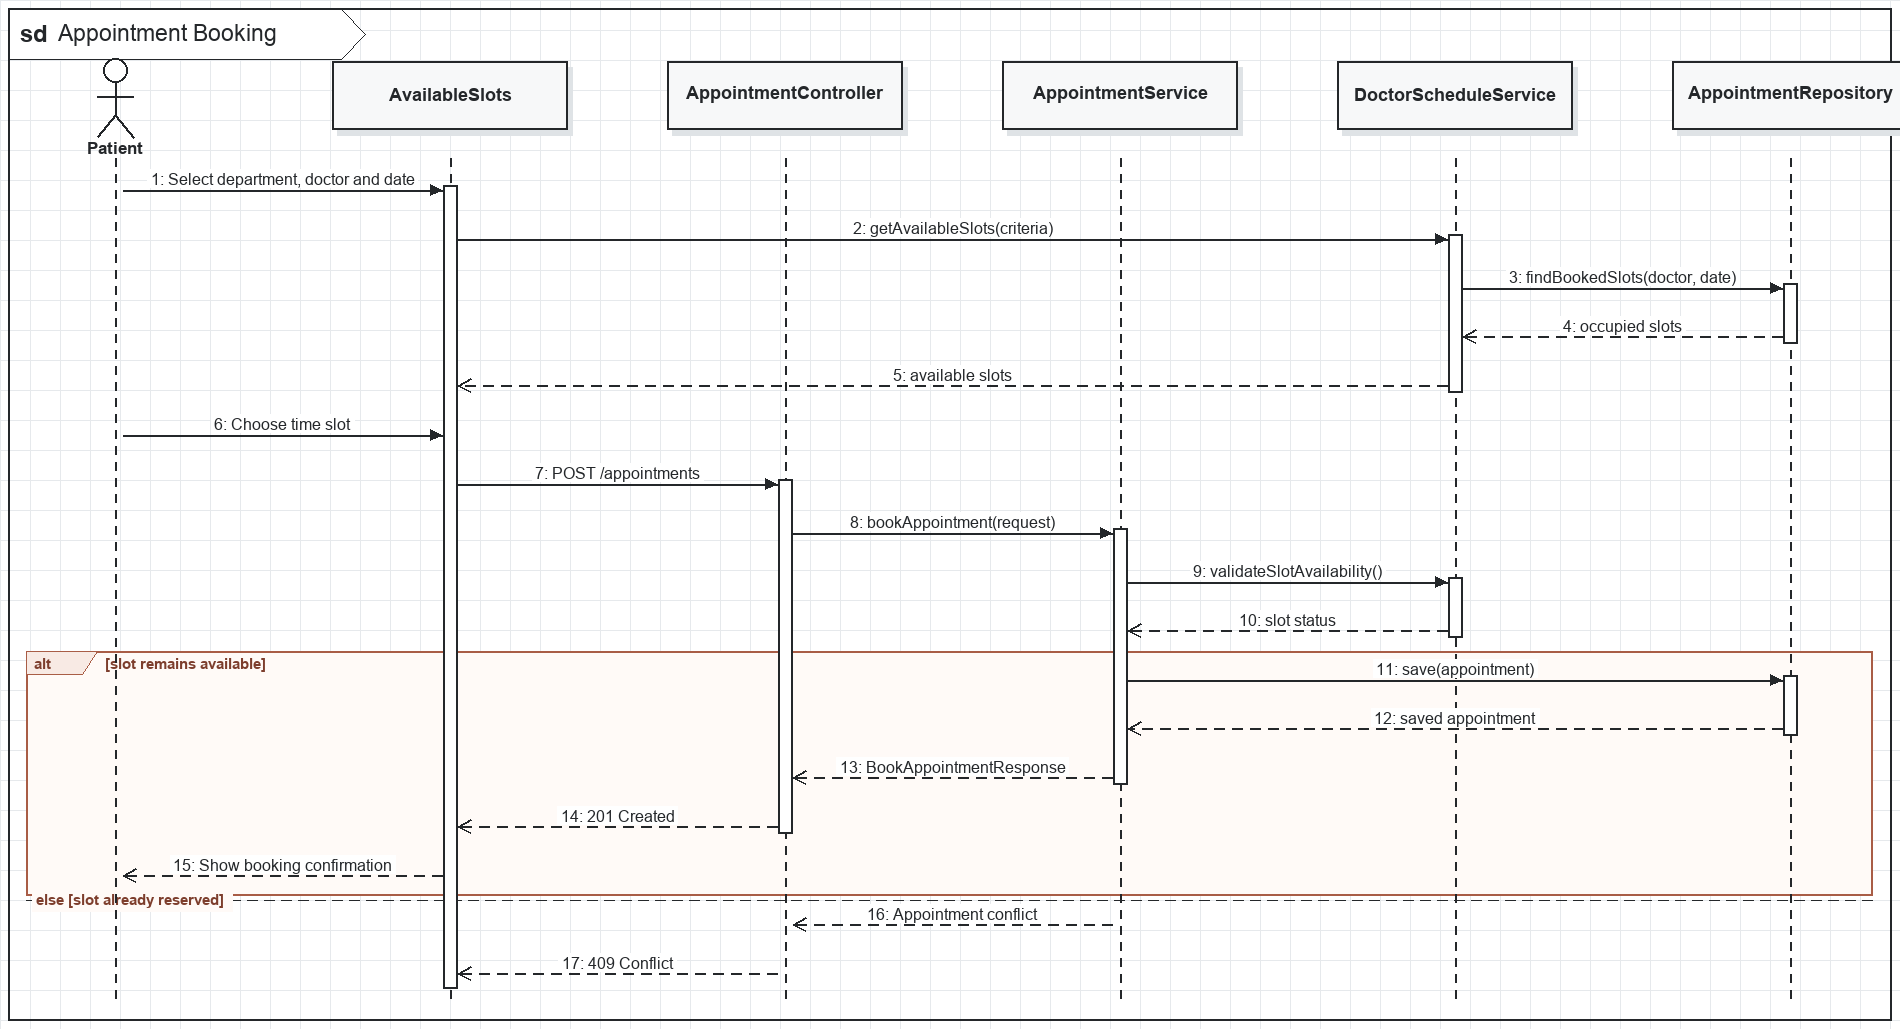 sd Appointment Booking
Patient
AvailableSlots
AppointmentController
AppointmentService
DoctorScheduleService
AppointmentRepository
1: Select department, doctor and date
2: getAvailableSlots(criteria)
3: findBookedSlots(doctor, date)
4: occupied slots
5: available slots
6: Choose time slot
7: POST /appointments
8: bookAppointment(request)
9: validateSlotAvailability()
10: slot status
alt [slot remains available]
11: save(appointment)
12: saved appointment
13: BookAppointmentResponse
14: 201 Created
15: Show booking confirmation
else [slot already reserved]
16: Appointment conflict
17: 409 Conflict